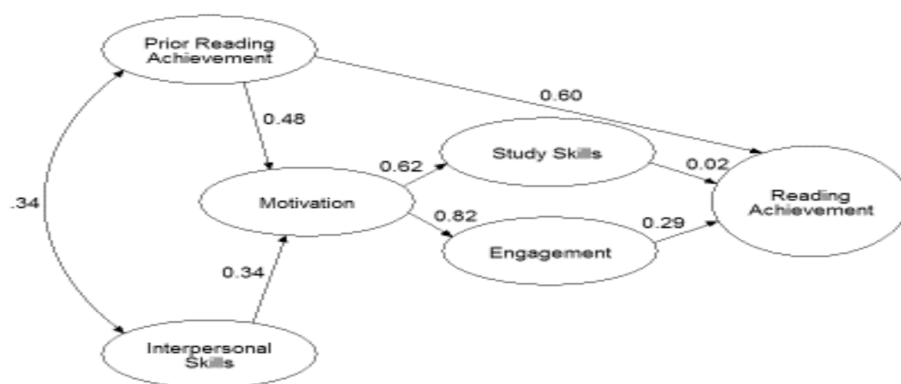 Prior Reading
Achievement
0.60
0.48
Study Skills
0.62
0.02
.34
Motivation
Reading
Achievement
0.82
0.29
Engagement
0.34
Interpersonal
Skills